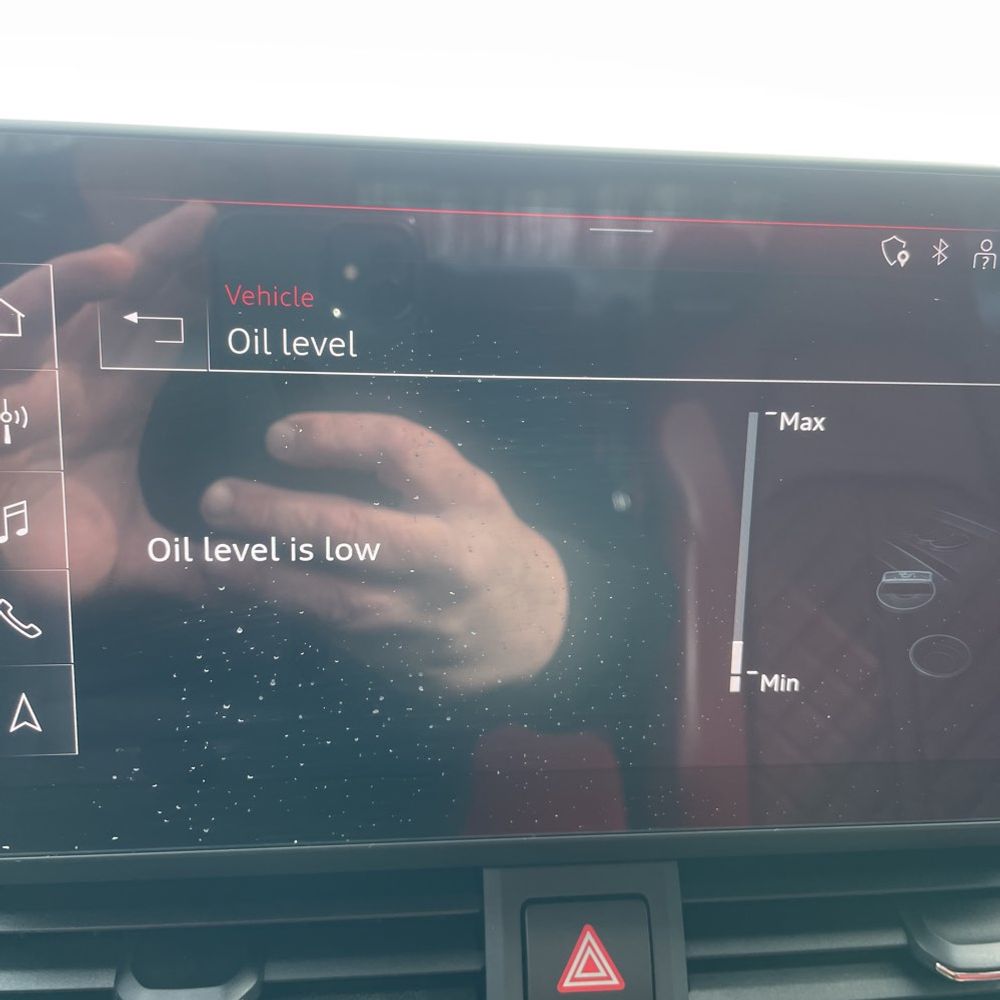 Vehicle
Oil level
Max
Oil level is low
Min